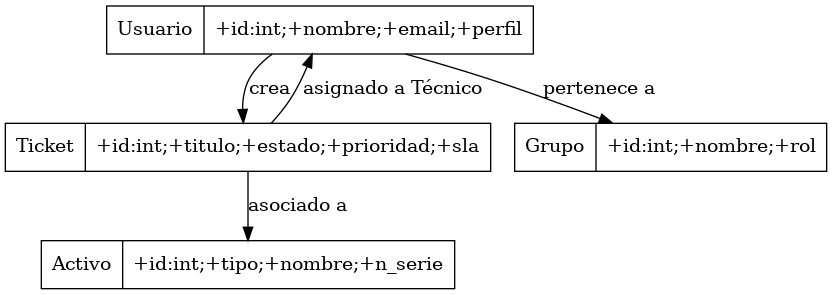 Usuario +id:int;+nombre;+email;+perfil
crea asignado a Técnico pertenece a
Ticket +id:int;+titulo;+estado;+prioridad;+sla
Grupo +id:int;+nombre;+rol
asociado a
Activo +id:int;+tipo;+nombre;+n_serie